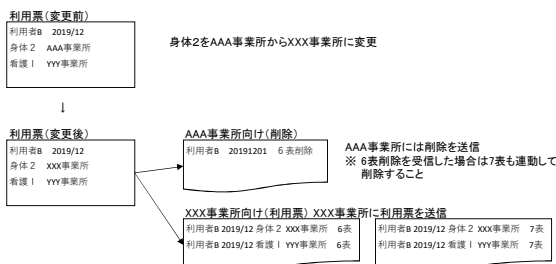 利用票（変更前）
利用者B 2019/12
身体２ AAA事業所
看護Ⅰ YYY事業所
身体２をAAA事業所からXXX事業所に変更
↓
利用票（変更後）
利用者B 2019/12
身体２ XXX事業所
看護Ⅰ YYY事業所
AAA事業所向け（削除）
利用者B 20191201 ６表削除
AAA事業所には削除を送信
※ 6表削除を受信した場合は7表も連動して
削除すること
XXX事業所向け（利用票） XXX事業所に利用票を送信
利用者B 2019/12 身体２ XXX事業所 6表
利用者B 2019/12 看護Ⅰ YYY事業所 6表
利用者B 2019/12 身体２ XXX事業所 7表
利用者B 2019/12 看護Ⅰ YYY事業所 7表